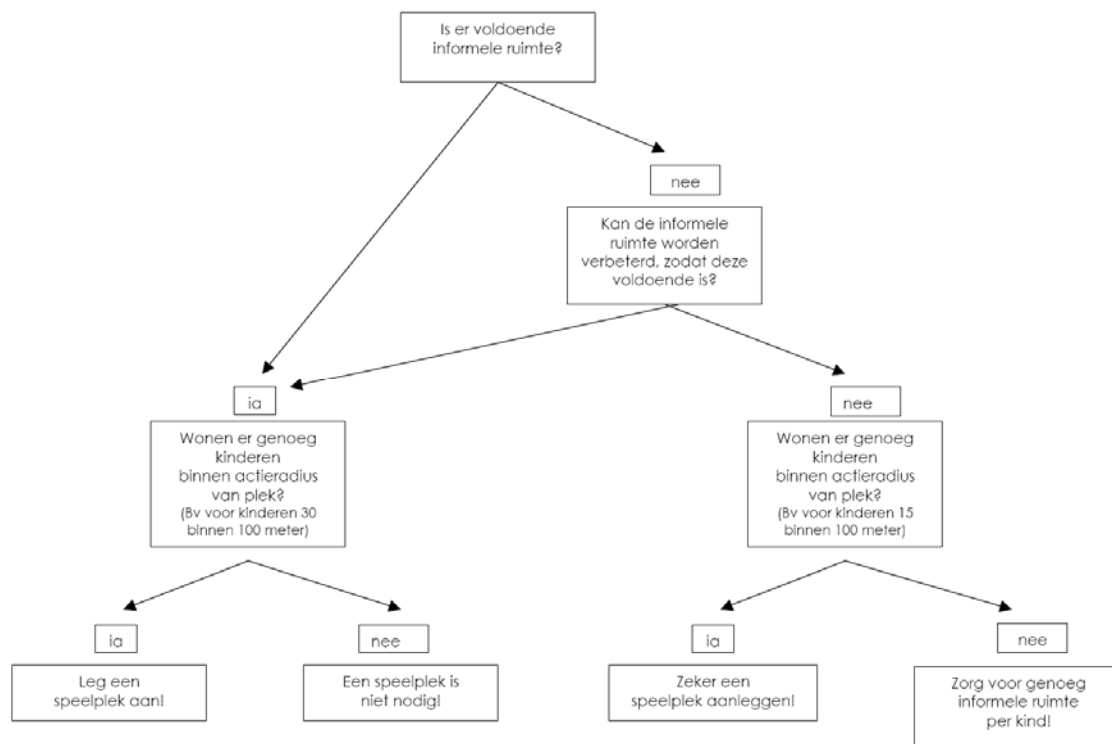 Is er voldoende
informele ruimte?
nee
Kan de informele
ruimte worden
verbeterd, zodat deze
voldoende is?
ja
Wonen er genoeg
kinderen
binnen actieradius
van plek?
(Bv voor kinderen 30
binnen 100 meter)
nee
Wonen er genoeg
kinderen
binnen actieradius
van plek?
(Bv voor kinderen 15
binnen 100 meter)
ja
Leg een
speelplek aan!
nee
Een speelplek is
niet nodig!
ja
Zeker een
speelplek aanleggen!
nee
Zorg voor genoeg
informele ruimte
per kind!